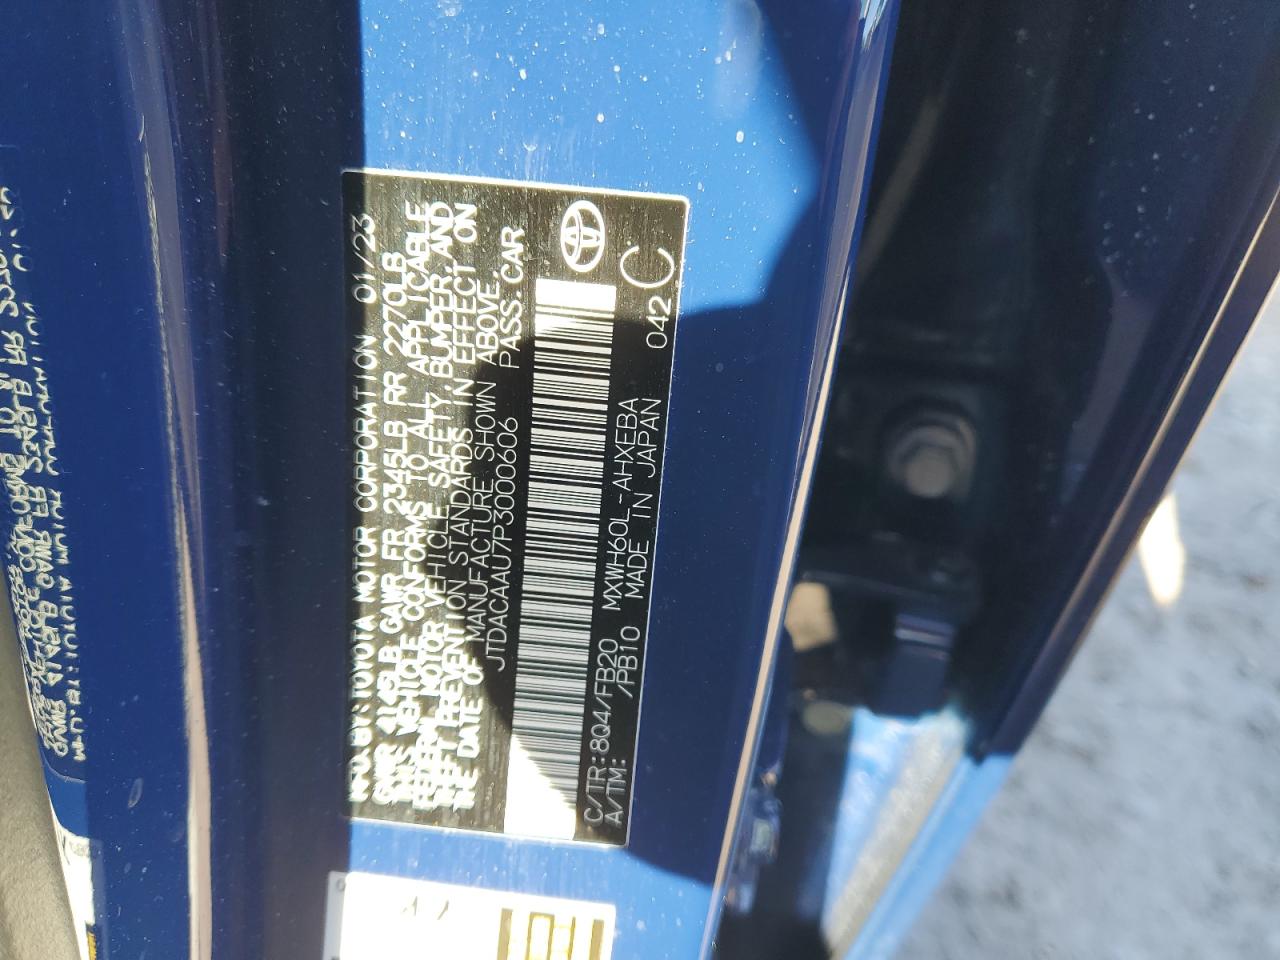 MFD. BY: TOYOTA MOTOR CORPORATION 01/23
GVWR 4145LB GAWR FR 2345LB RR 2270LB
THIS VEHICLE CONFORMS TO ALL APPLICABLE
FEDERAL MOTOR VEHICLE SAFETY, BUMPER, AND
THEFT PREVENTION STANDARDS IN EFFECT ON
THE DATE OF MANUFACTURE SHOWN ABOVE.
JTDACAAU7P3000606 PASS. CAR
C/TR: 8Q4/FB20 MXWH60L-AHXEBA
A/TM: /PB10 MADE IN JAPAN
042 C